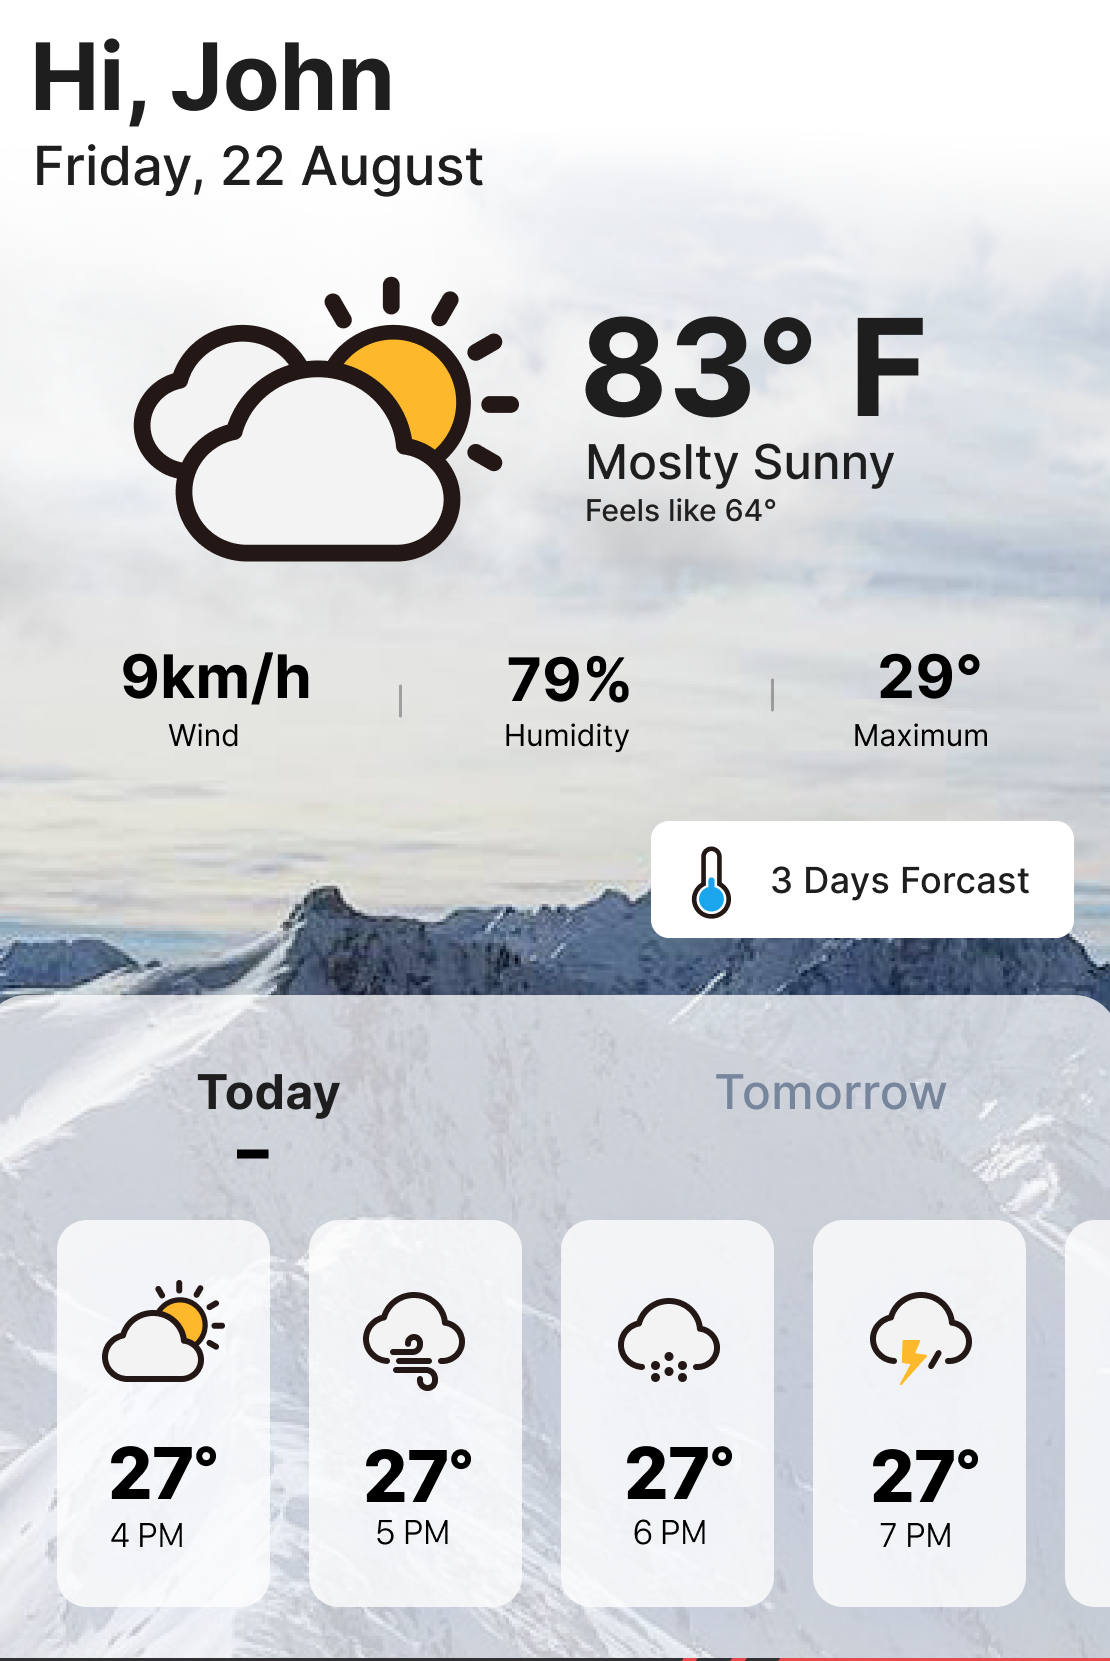 Hi, John
Friday, 22 August
83° F
Moslty Sunny
Feels like 64°
9km/h
Wind
79%
Humidity
29°
Maximum
3 Days Forcast
Today
Tomorrow
27°
4 PM
27°
5 PM
27°
6 PM
27°
7 PM